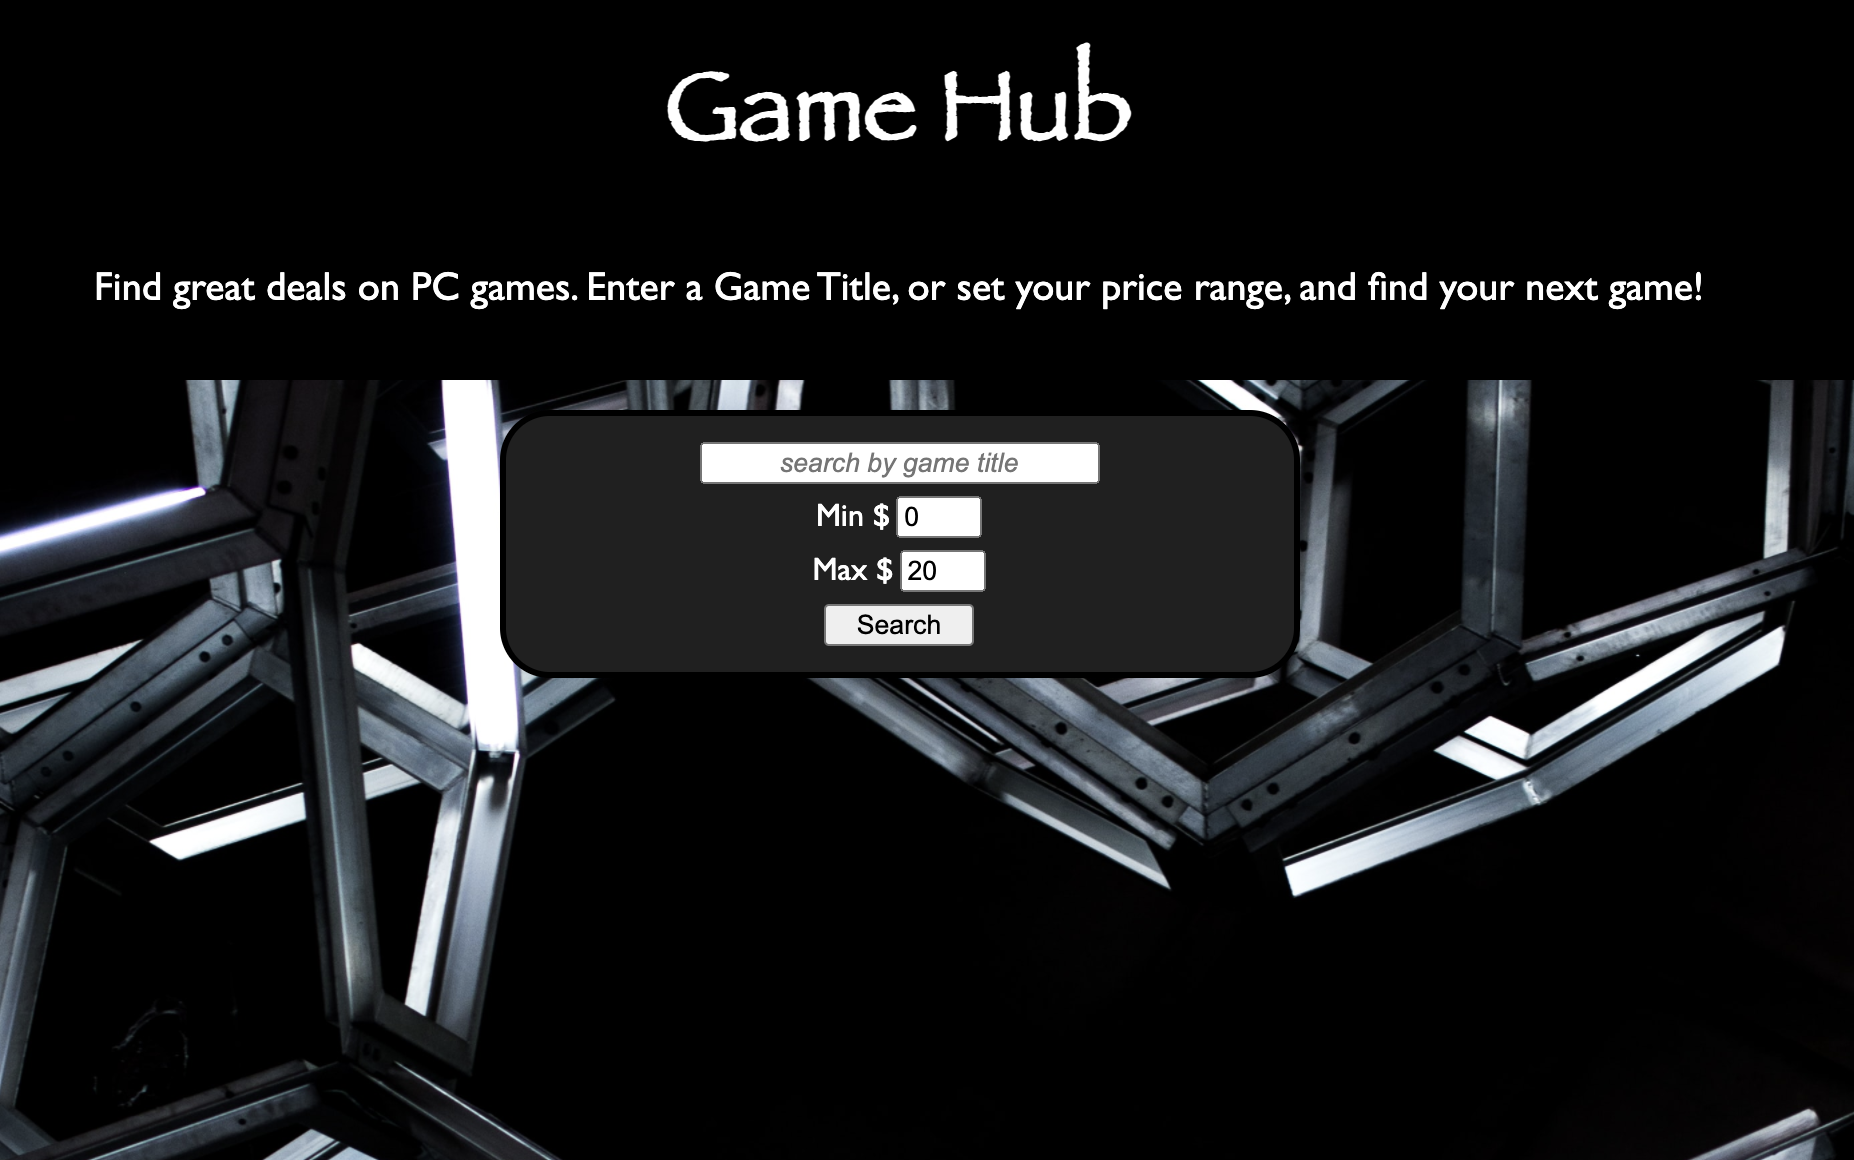 Game Hub
Find great deals on PC games. Enter a Game Title, or set your price range, and find your next game!
search by game title
Min $ 0
Max $ 20
Search